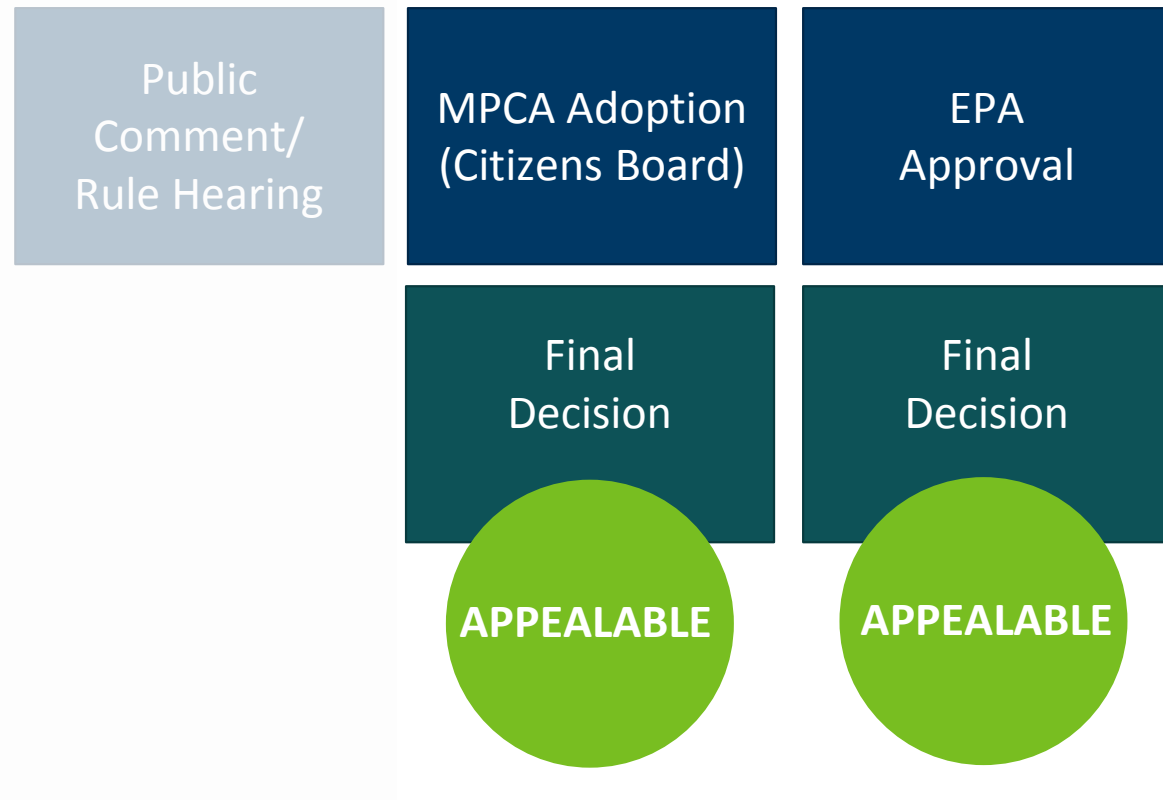 Public
Comment/
Rule Hearing
MPCA Adoption
(Citizens Board)
EPA
Approval
Final
Decision
Final
Decision
APPEALABLE
APPEALABLE